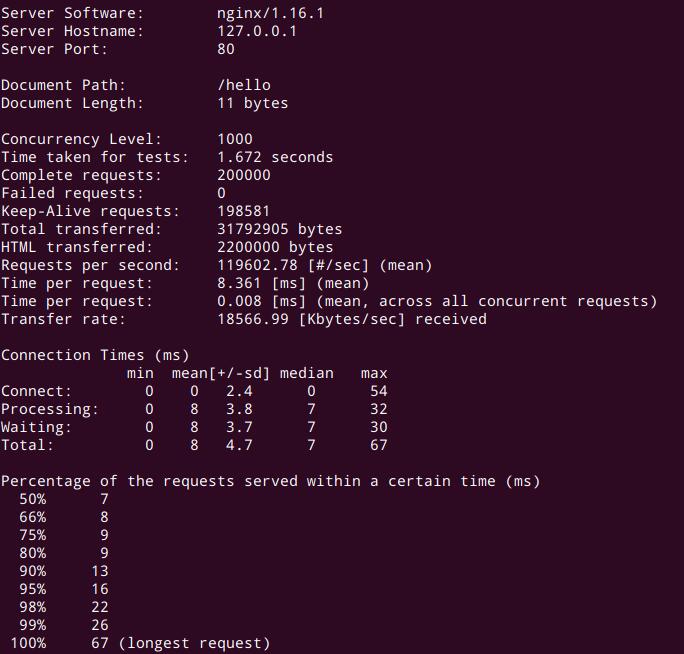 Server Software: nginx/1.16.1
Server Hostname: 127.0.0.1
Server Port: 80
Document Path: /hello
Document Length: 11 bytes
Concurrency Level: 1000
Time taken for tests: 1.672 seconds
Complete requests: 200000
Failed requests: 0
Keep-Alive requests: 198581
Total transferred: 31792905 bytes
HTML transferred: 2200000 bytes
Requests per second: 119602.78 [#/sec] (mean)
Time per request: 8.361 [ms] (mean)
Time per request: 0.008 [ms] (mean, across all concurrent requests)
Transfer rate: 18566.99 [Kbytes/sec] received
Connection Times (ms)
min mean[+/-sd] median max
Connect: 0 0 2.4 0 54
Processing: 0 8 3.8 7 32
Waiting: 0 8 3.7 7 30
Total: 0 8 4.7 7 67
Percentage of the requests served within a certain time (ms)
50% 7
66% 8
75% 9
80% 9
90% 13
95% 16
98% 22
99% 26
100% 67 (longest request)